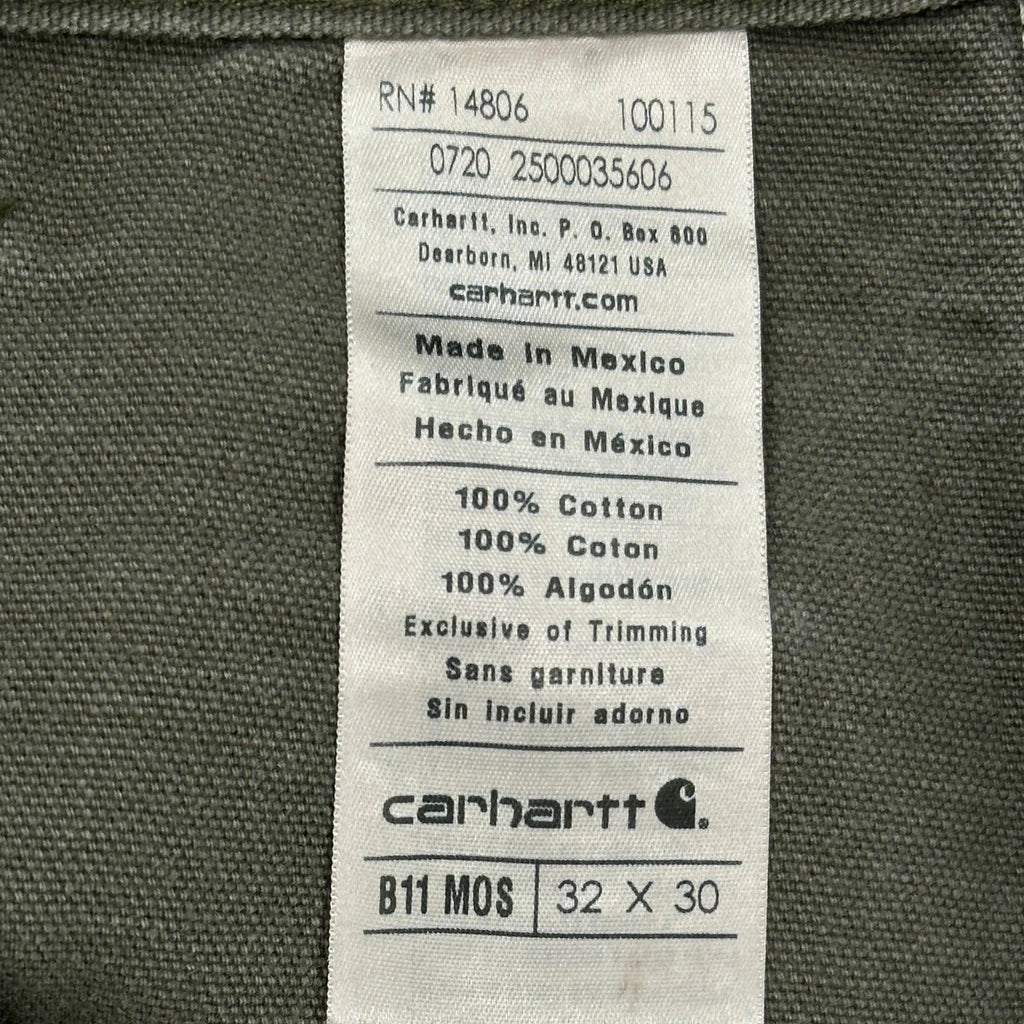 RN# 14806 100115
0720 2500035606
Carhartt, Inc. P. O. Box 600
Dearborn, MI 48121 USA
carhartt.com
Made in Mexico
Fabriqué au Mexique
Hecho en México
100% Cotton
100% Coton
100% Algodón
Exclusive of Trimming
Sans garniture
Sin incluir adorno
carhartt
B11 MOS 32 X 30